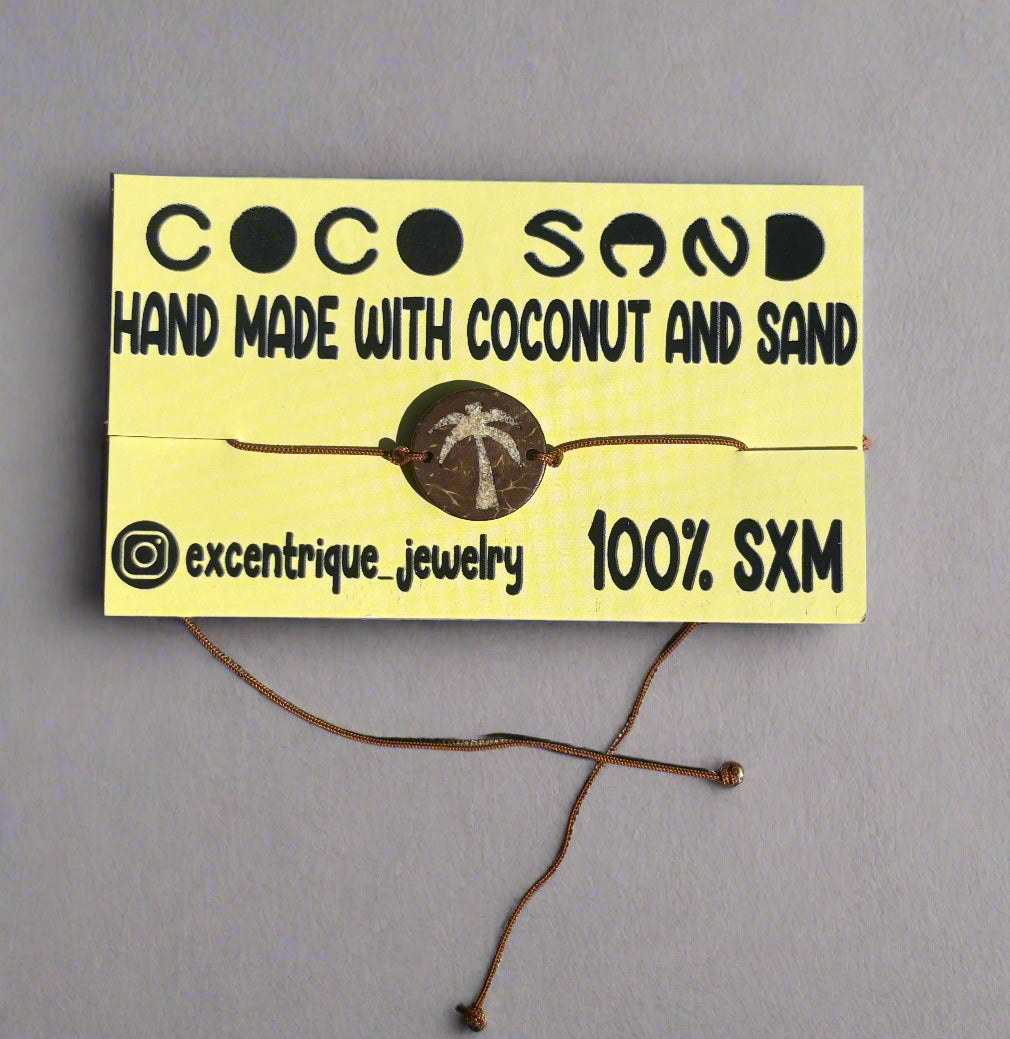 COCO SAND
HAND MADE WITH COCONUT AND SAND
excentrique_jewelry
100% SXM